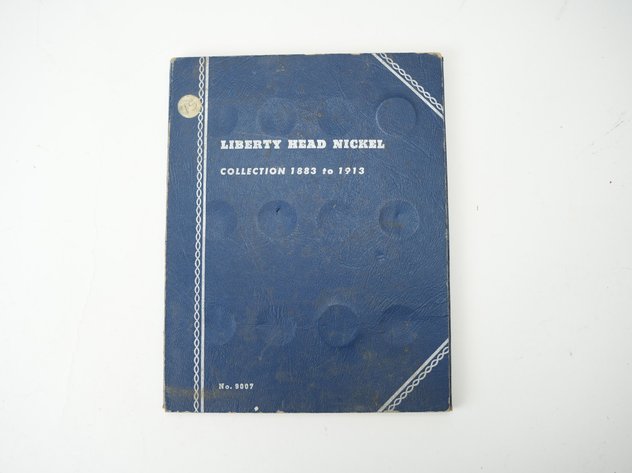 LIBERTY HEAD NICKEL
COLLECTION 1883 to 1913
No. 9007